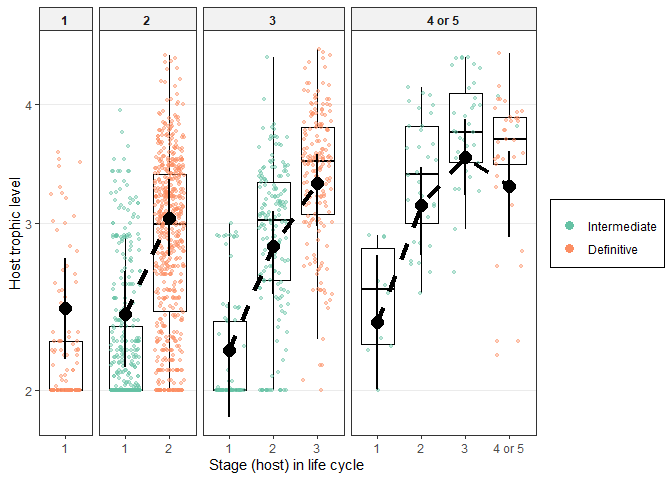 1 2 3 4 or 5
Host trophic level
4
3
2
1 1 2 1 2 3 1 2 3 4 or 5
Stage (host) in life cycle
Intermediate
Definitive